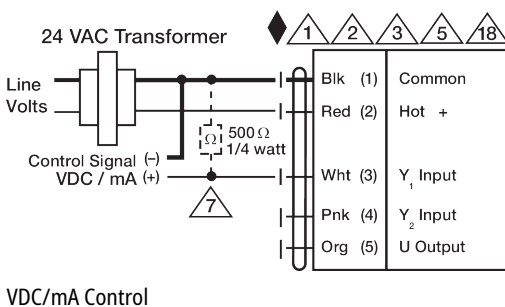 24 VAC Transformer
1 2 3 5 18
Line
Volts
Blk (1) Common
Red (2) Hot +
Ω 500 Ω
1/4 watt
Control Signal (-)
VDC / mA (+)
7
Wht (3) Y1 Input
Pnk (4) Y2 Input
Org (5) U Output
VDC/mA Control